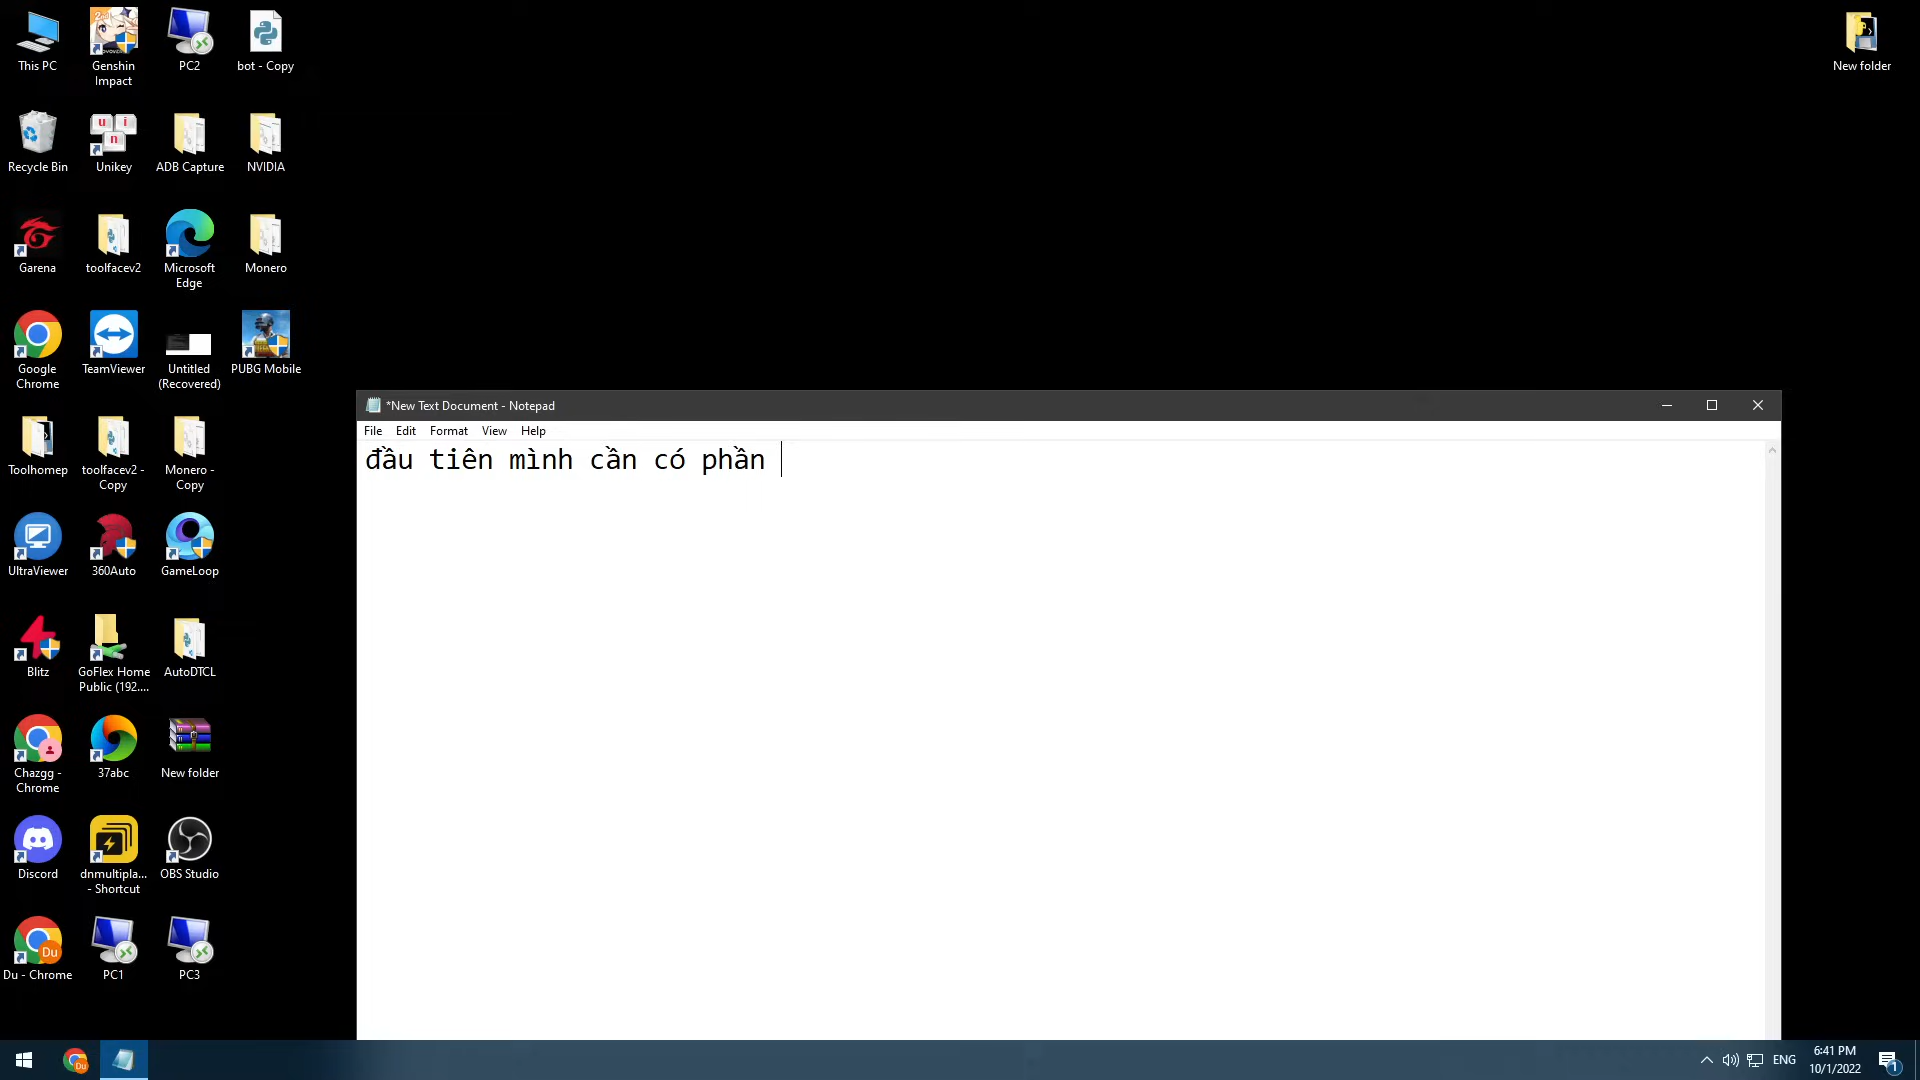 This PC
Genshin
Impact
PC2
bot - Copy
New folder
Recycle Bin
Unikey
ADB Capture
NVIDIA
Garena
toolfacev2
Microsoft
Edge
Monero
Google
Chrome
TeamViewer
Untitled
(Recovered)
PUBG Mobile
*New Text Document - Notepad
File Edit Format View Help
đầu tiên mình cần có phần
Toolhomep
toolfacev2 -
Copy
Monero -
Copy
UltraViewer
360Auto
GameLoop
Blitz
GoFlex Home
Public (192....
AutoDTCL
Chazgg -
Chrome
37abc
New folder
Discord
dnmultipla...
- Shortcut
OBS Studio
Du
Du - Chrome
PC1
PC3
Du
ENG
6:41 PM
10/1/2022
1